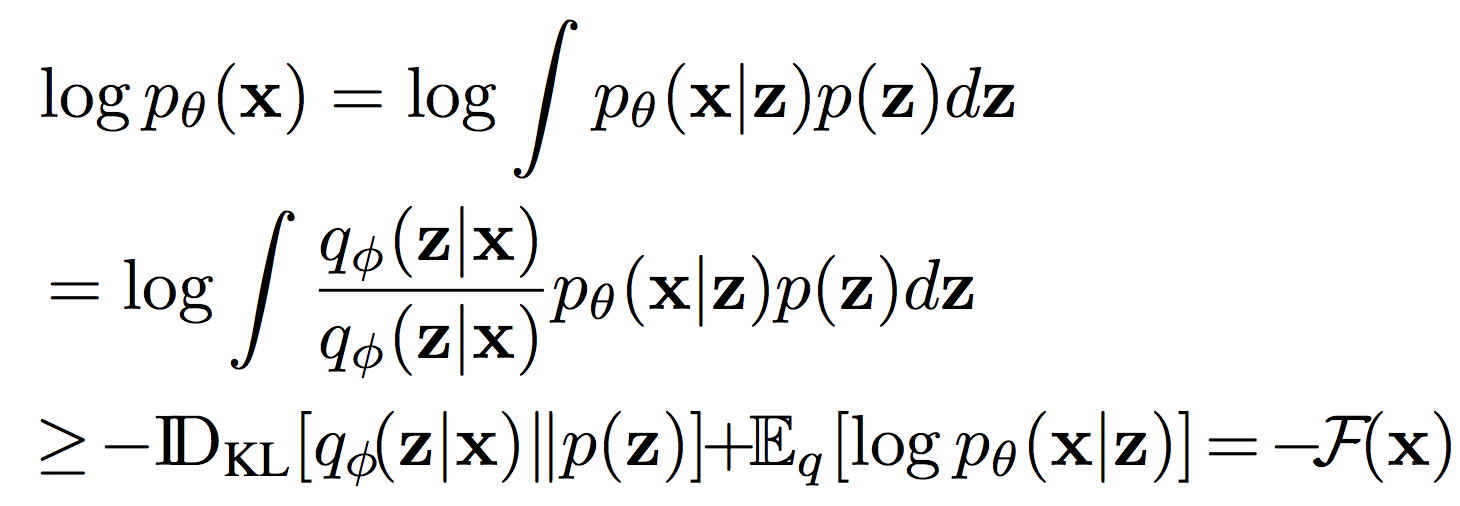 log p_θ(𝐱) = log ∫ p_θ(𝐱|𝐳)p(𝐳)d𝐳
= log ∫ q_ϕ(𝐳|𝐱)/q_ϕ(𝐳|𝐱) p_θ(𝐱|𝐳)p(𝐳)d𝐳
≥ −𝔻_KL[q_ϕ(𝐳|𝐱)‖p(𝐳)]+𝔼_q[log p_θ(𝐱|𝐳)] = −ℱ(𝐱)